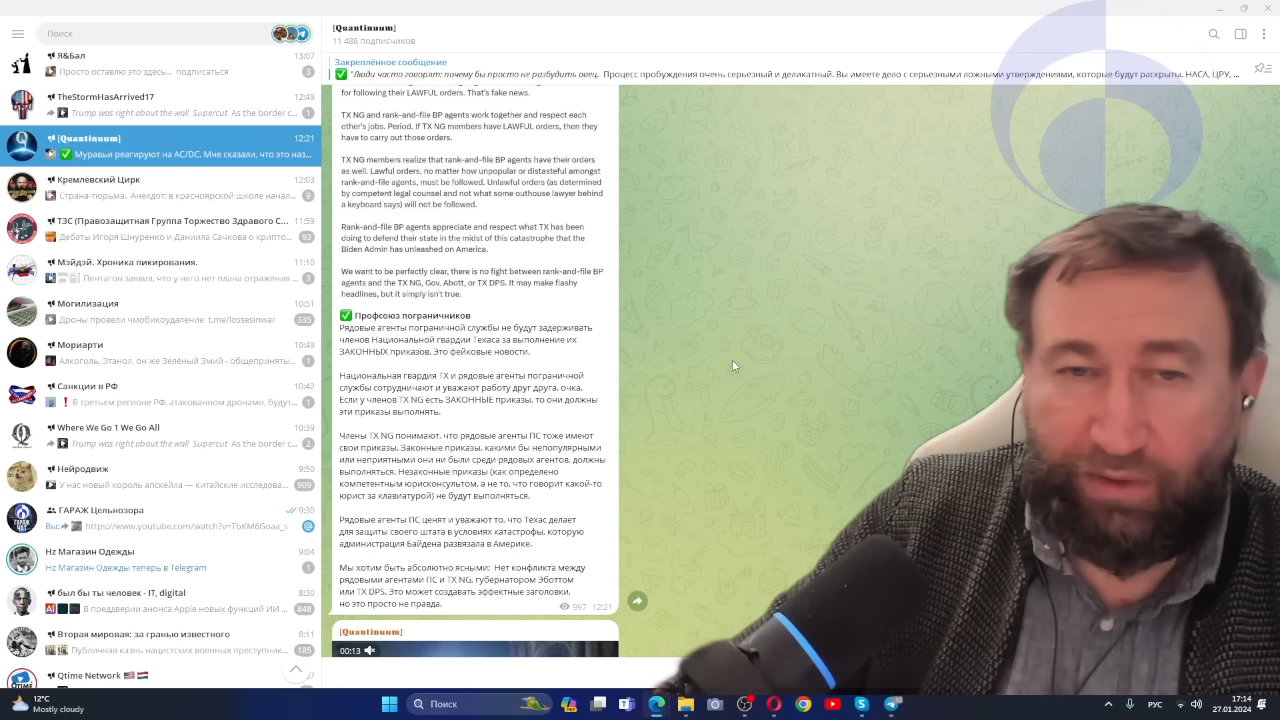 Поиск
Я&Бал
13:07
Просто оставлю это здесь... подписаться
3
TheStormHasArrived17
12:49
Trump was right about the wall Supercut As the border c...
1
[Quantinuum]
12:21
✅ Муравьи реагируют на AC/DC. Мне сказали, что это наз...
Кремлёвский Цирк
12:03
Страна-тюрьма. Анекдот: в красноярской школе начал...
9
ТЗС (Правозащитная Группа Торжество Здравого С...
11:59
Дебаты Игоря Шнуренко и Даниила Сачкова о крипто...
93
Мэйдэй. Хроника пикирования.
11:10
Пентагон заявил, что у него нет плана отражения ...
3
Могилизация
10:51
Дроны провели чмобикоудаление t.me/lossesinwar
335
Мориарти
10:49
Алкоголь, Этанол, он же Зелёный Змий - общеприняты...
1
Санкции в РФ
10:42
❗ В третьем регионе РФ, атакованном дронами, будут...
1
Where We Go 1 We Go All
10:39
Trump was right about the wall Supercut As the border c...
2
Нейродвиж
9:50
У нас новый король апскейла — китайские исследова...
909
ГАРАЖ Цельнозора
9:30
Вы: https://www.youtube.com/watch?v=TbKM6Goaa_s
@
Hz Магазин Одежды
9:04
Hz Магазин Одежды теперь в Telegram
1
был бы ты человек - IT, digital
8:30
В преддверии анонса Apple новых функций ИИ ...
848
Вторая мировая: за гранью известного
8:11
Публичная казнь нацистских военных преступник...
185
Qtime Network
[Quantinuum]
11 488 подписчиков
Закреплённое сообщение
✅ "Люди часто говорят: почему бы просто не разбудить овец. Процесс пробуждения очень серьезный и деликатный. Вы имеете дело с серьезными ложными утверждениями, которые будут раскрыты. НАСА, ЦРУ, ...
for following their LAWFUL orders. That's fake news.
TX NG and rank-and-file BP agents work together and respect each
other's jobs. Period. If TX NG members have LAWFUL orders, then they
have to carry out those orders.
TX NG members realize that rank-and-file BP agents have their orders
as well. Lawful orders, no matter how unpopular or distasteful amongst
rank-and-file agents, must be followed. Unlawful orders (as determined
by competent legal counsel and not what some outhouse lawyer behind
a keyboard says) will not be followed.
Rank-and-file BP agents appreciate and respect what TX has been
doing to defend their state in the midst of this catastrophe that the
Biden Admin has unleashed on America.
We want to be perfectly clear, there is no fight between rank-and-file BP
agents and the TX NG, Gov. Abott, or TX DPS. It may make flashy
headlines, but it simply isn't true.
✅ Профсоюз пограничников
Рядовые агенты пограничной службы не будут задерживать
членов Национальной гвардии Техаса за выполнение их
ЗАКОННЫХ приказов. Это фейковые новости.
Национальная гвардия TX и рядовые агенты пограничной
службы сотрудничают и уважают работу друг друга, очка.
Если у членов TX NG есть ЗАКОННЫЕ приказы, то они должны
эти приказы выполнять.
Члены TX NG понимают, что рядовые агенты ПС тоже имеют
свои приказы. Законные приказы, какими бы непопулярными
или неприятными они ни были среди рядовых агентов, должны
выполняться. Незаконные приказы (как определено
компетентным юрисконсультом, а не то, что говорит какой-то
юрист за клавиатурой) не будут выполняться.
Рядовые агенты ПС ценят и уважают то, что Техас делает
для защиты своего штата в условиях катастрофы, которую
администрация Байдена развязала в Америке.
Мы хотим быть абсолютно ясными: Нет конфликта между
рядовыми агентами ПС и TX NG, губернатором Эботтом
или TX DPS. Это может создавать эффектные заголовки,
но это просто не правда.
997 12:21
[Quantinuum]
00:13
12°C
Mostly cloudy
Поиск
РУС
17:14
27.01.2024